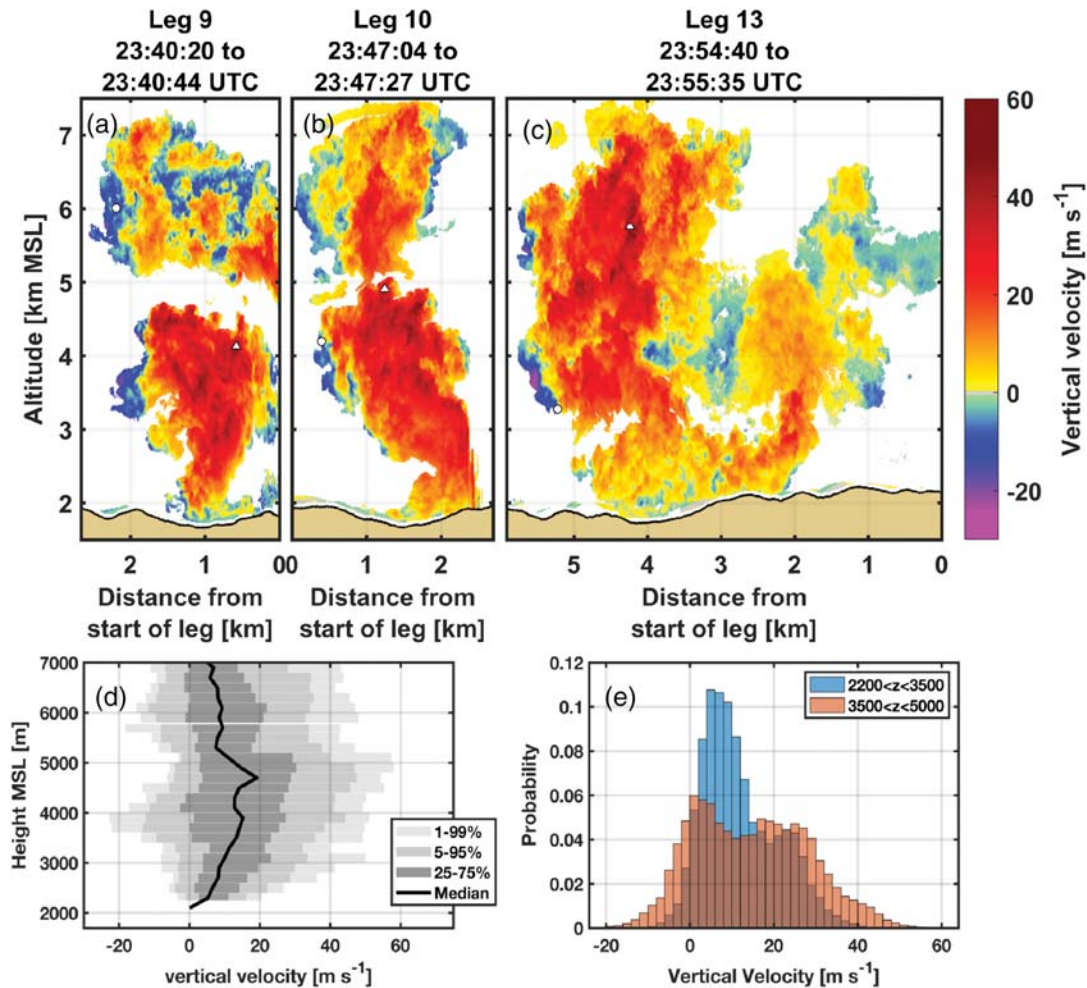 Leg 9
23:40:20 to
23:40:44 UTC
Leg 10
23:47:04 to
23:47:27 UTC
Leg 13
23:54:40 to
23:55:35 UTC
(a)
(b)
(c)
7
6
5
4
3
2
Altitude [km MSL]
60
40
20
0
-20
Vertical velocity [m s⁻¹]
2 1 0
0 1 2
5 4 3 2 1 0
Distance from
start of leg [km]
Distance from
start of leg [km]
Distance from
start of leg [km]
(d)
7000
6000
5000
4000
3000
2000
Height MSL [m]
1-99%
5-95%
25-75%
Median
-20 0 20 40 60
vertical velocity [m s⁻¹]
(e)
0.12
0.1
0.08
0.06
0.04
0.02
0
Probability
2200<z<3500
3500<z<5000
-20 0 20 40 60
Vertical Velocity [m s⁻¹]